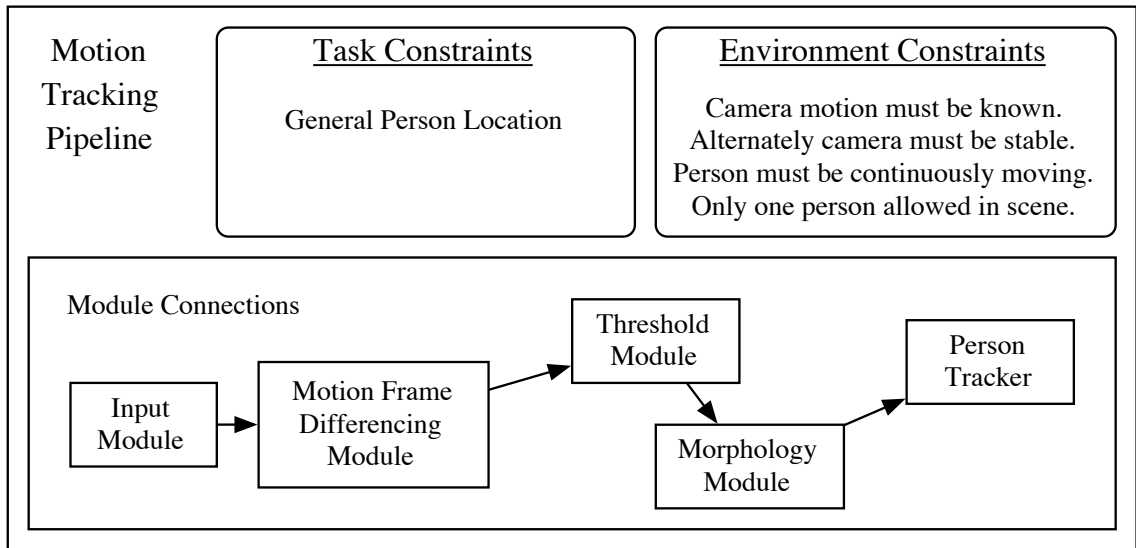 Motion
Tracking
Pipeline
Task Constraints
General Person Location
Environment Constraints
Camera motion must be known.
Alternately camera must be stable.
Person must be continuously moving.
Only one person allowed in scene.
Module Connections
Input
Module
Motion Frame
Differencing
Module
Threshold
Module
Morphology
Module
Person
Tracker